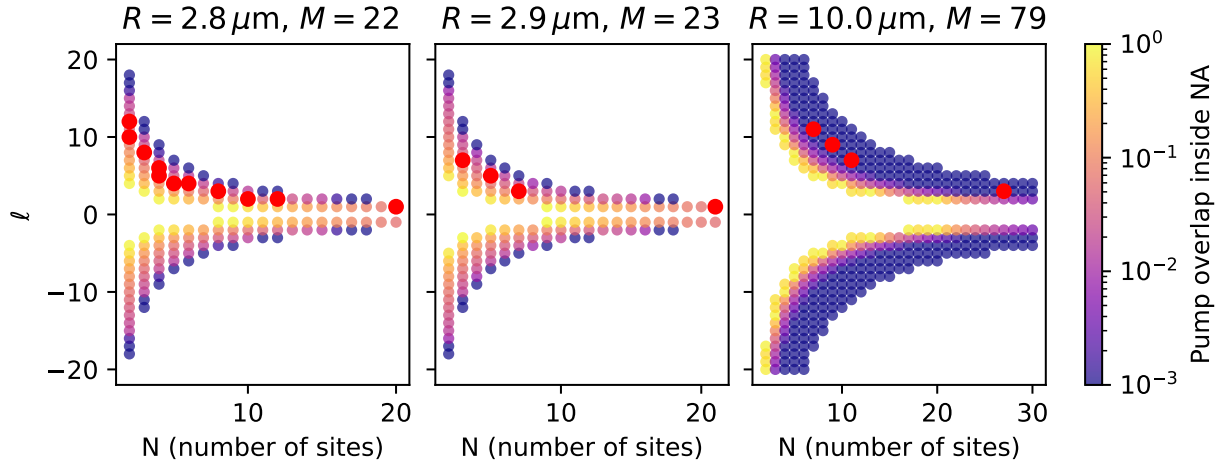 R = 2.8 μm, M = 22
R = 2.9 μm, M = 23
R = 10.0 μm, M = 79
ℓ
20
10
0
−10
−20
10
20
10
20
10
20
30
N (number of sites)
N (number of sites)
N (number of sites)
10⁰
10⁻¹
10⁻²
10⁻³
Pump overlap inside NA